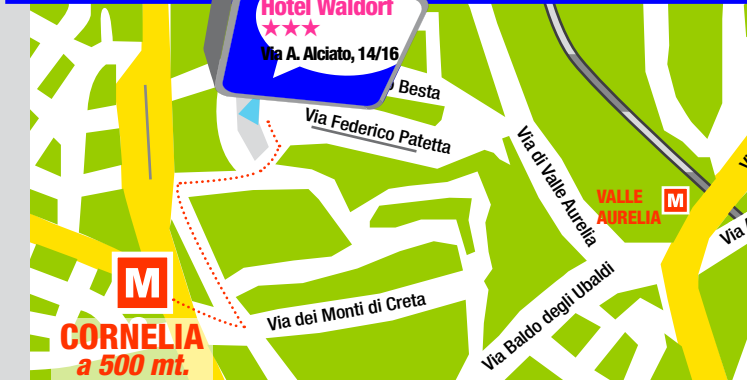 Hotel Waldorf
★★★
Via A. Alciato, 14/16
Besta
Via Federico Patetta
Via di Valle Aurelia
VALLE
AURELIA
M
Via
M
CORNELIA
a 500 mt.
Via dei Monti di Creta
Via Baldo degli Ubaldi